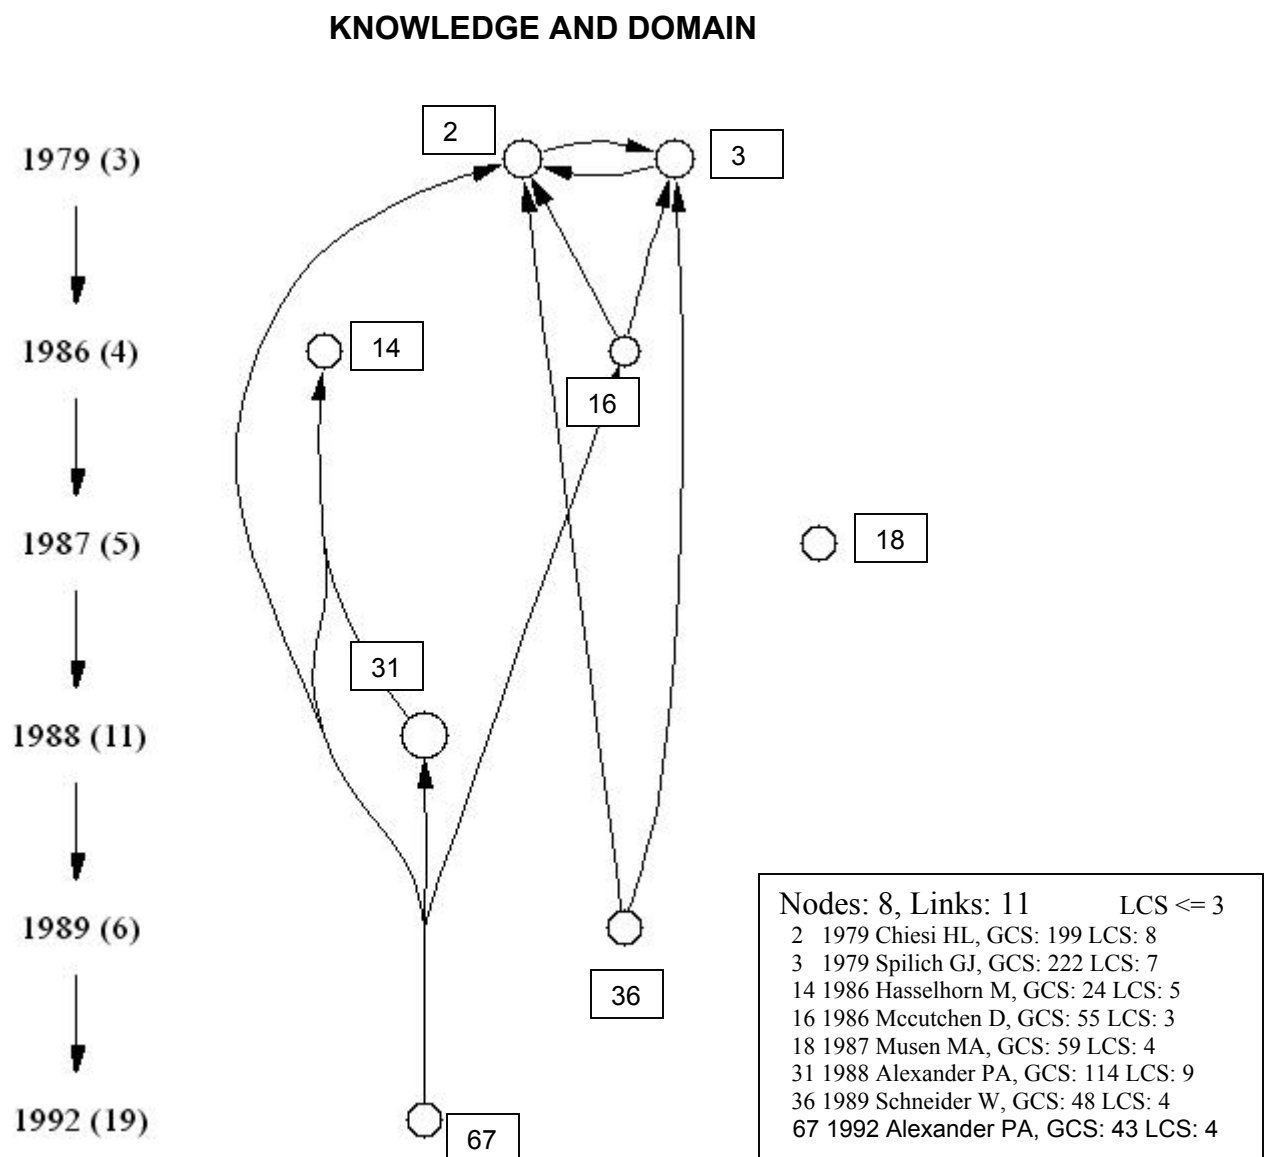 KNOWLEDGE AND DOMAIN
2
3
1979 (3)
14
1986 (4)
16
18
1987 (5)
31
1988 (11)
Nodes: 8, Links: 11 LCS <= 3
2 1979 Chiesi HL, GCS: 199 LCS: 8
1989 (6)
3 1979 Spilich GJ, GCS: 222 LCS: 7
14 1986 Hasselhorn M, GCS: 24 LCS: 5
36
16 1986 Mccutchen D, GCS: 55 LCS: 3
18 1987 Musen MA, GCS: 59 LCS: 4
31 1988 Alexander PA, GCS: 114 LCS: 9
36 1989 Schneider W, GCS: 48 LCS: 4
1992 (19)
67 1992 Alexander PA, GCS: 43 LCS: 4
67